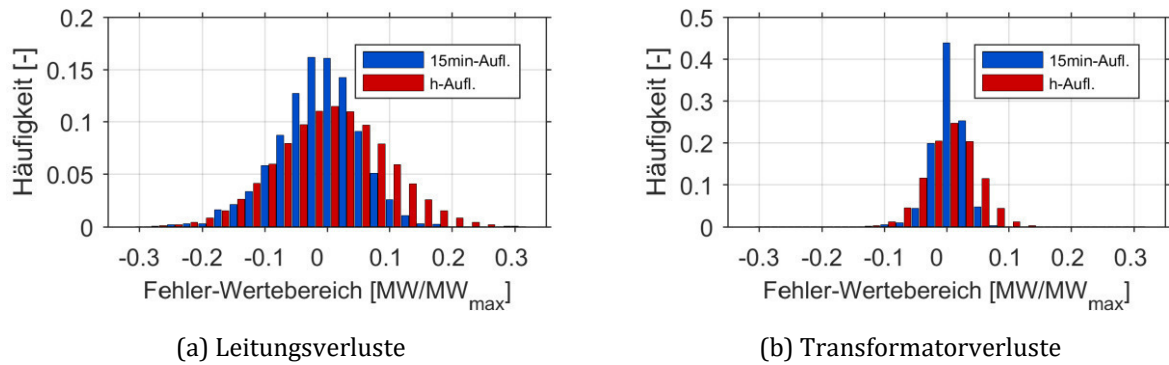 0.2
0.15
0.1
0.05
0
Häufigkeit [-]
15min-Aufl.
h-Aufl.
-0.3 -0.2 -0.1 0 0.1 0.2 0.3
Fehler-Wertebereich [MW/MWmax]
(a) Leitungsverluste
0.5
0.4
0.3
0.2
0.1
0
Häufigkeit [-]
15min-Aufl.
h-Aufl.
-0.3 -0.2 -0.1 0 0.1 0.2 0.3
Fehler-Wertebereich [MW/MWmax]
(b) Transformatorverluste